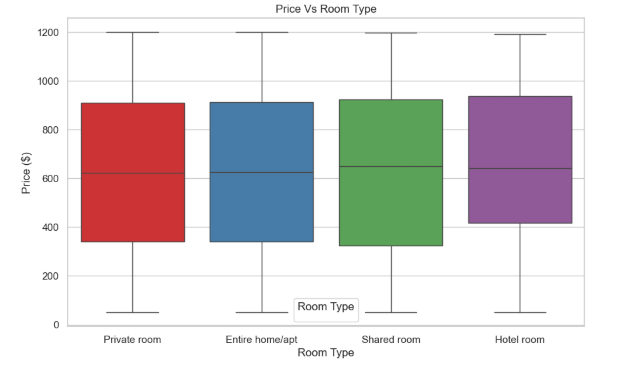 Price Vs Room Type
1200
1000
800
600
400
200
0
Price ($)
Room Type
Private room
Entire home/apt
Shared room
Hotel room
Room Type